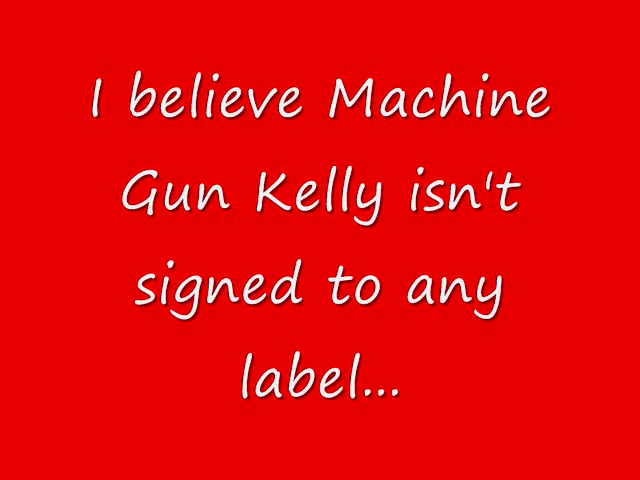 I believe Machine
Gun Kelly isn't
signed to any
label...